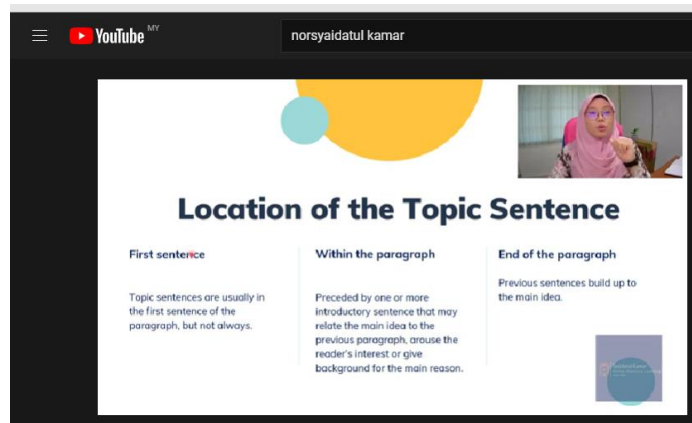 YouTube MY
norsyaidatul kamar
Location of the Topic Sentence
First sentence
Topic sentences are usually in
the first sentence of the
paragraph, but not always.
Within the paragraph
Preceded by one or more
introductory sentence that may
relate the main idea to the
previous paragraph, arouse the
reader's interest or give
background for the main reason.
End of the paragraph
Previous sentences build up to
the main idea.